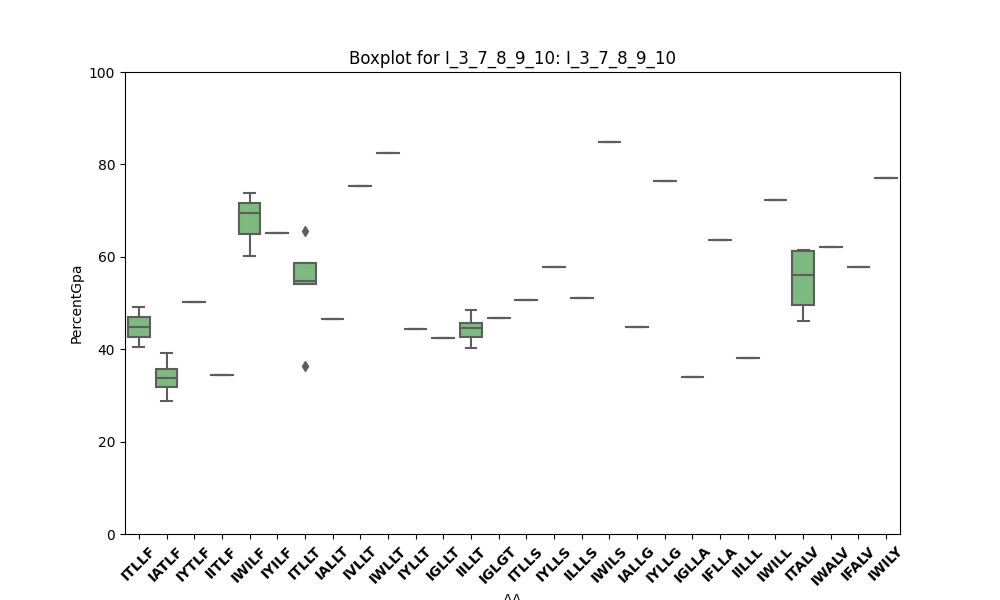 Boxplot for I_3_7_8_9_10: I_3_7_8_9_10
100
80
60
40
20
0
PercentGpa
ITLLF IATLF IYTLF IITLF IWILF IYILF ITLLT IALLT IVLLT IWLLT IYLLT IGLLT IILLT IGLGT ITLLS IYLLS ILLLS IWILS IALLG IYLLG IGLLA IFLLA IILLL IWILL ITALV IWALV IFALV IWILY
AA